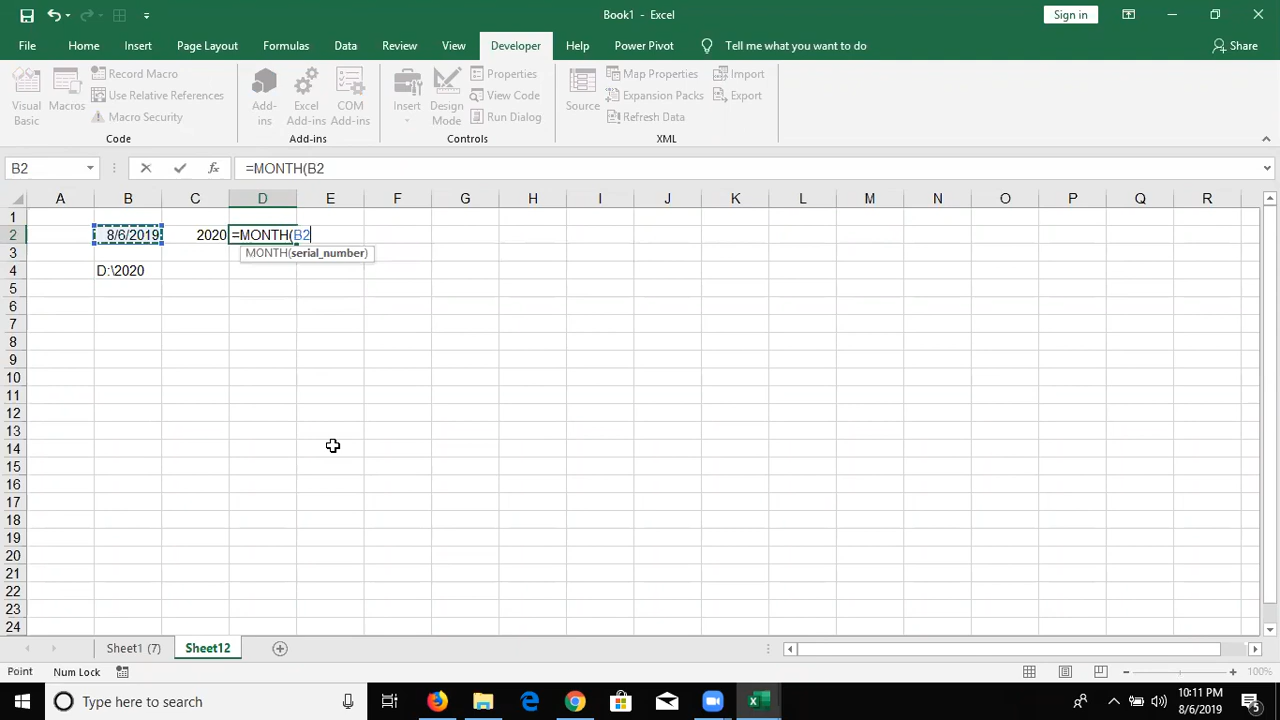 Book1 - Excel
Sign in
File Home Insert Page Layout Formulas Data Review View Developer Help Power Pivot Tell me what you want to do Share
Visual Basic
Macros
Record Macro
Use Relative References
Macro Security
Code
Add-ins
Excel Add-ins
COM Add-ins
Add-ins
Insert
Design Mode
Properties
View Code
Run Dialog
Controls
Source
Map Properties
Expansion Packs
Refresh Data
Import
Export
XML
B2
fx
=MONTH(B2
A B C D E F G H I J K L M N O P Q R
1
2 8/6/2019 2020 =MONTH(B2
MONTH(serial_number)
3
4 D:\2020
5
6
7
8
9
10
11
12
13
14
15
16
17
18
19
20
21
22
23
24
Sheet1 (7) Sheet12
Point Num Lock 100%
Type here to search
10:11 PM
8/6/2019
5